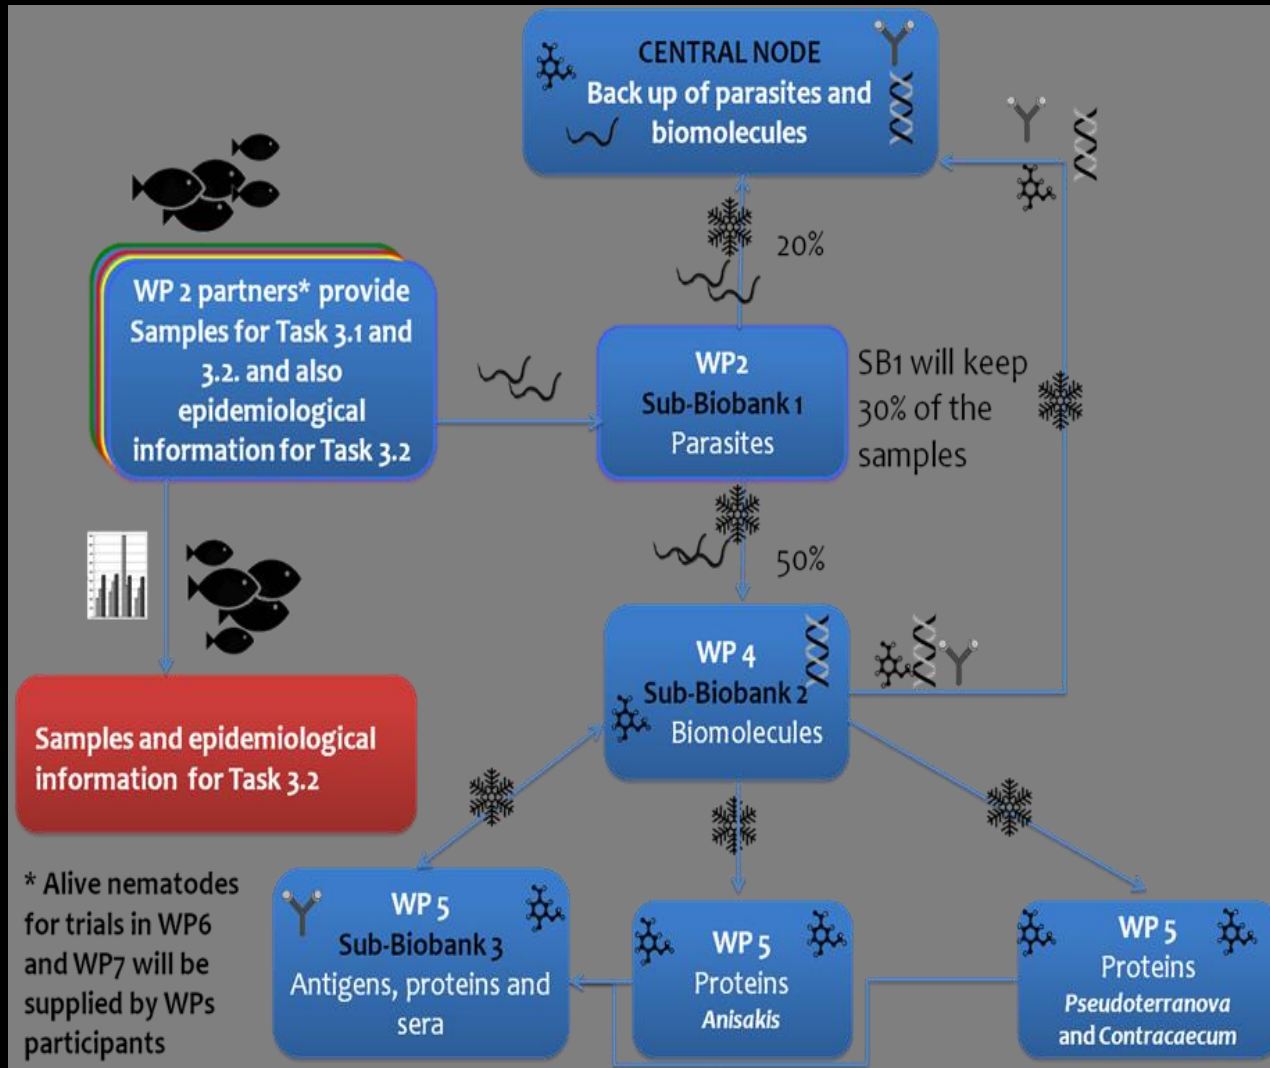 CENTRAL NODE
Back up of parasites and
biomolecules
20%
WP 2 partners* provide
Samples for Task 3.1 and
3.2. and also
epidemiological
information for Task 3.2
WP2
Sub-Biobank 1
Parasites
SB1 will keep
30% of the
samples
50%
WP 4
Sub-Biobank 2
Biomolecules
Samples and epidemiological
information for Task 3.2
* Alive nematodes
for trials in WP6
and WP7 will be
supplied by WPs
participants
WP 5
Sub-Biobank 3
Antigens, proteins and
sera
WP 5
Proteins
Anisakis
WP 5
Proteins
Pseudoterranova
and Contracaecum